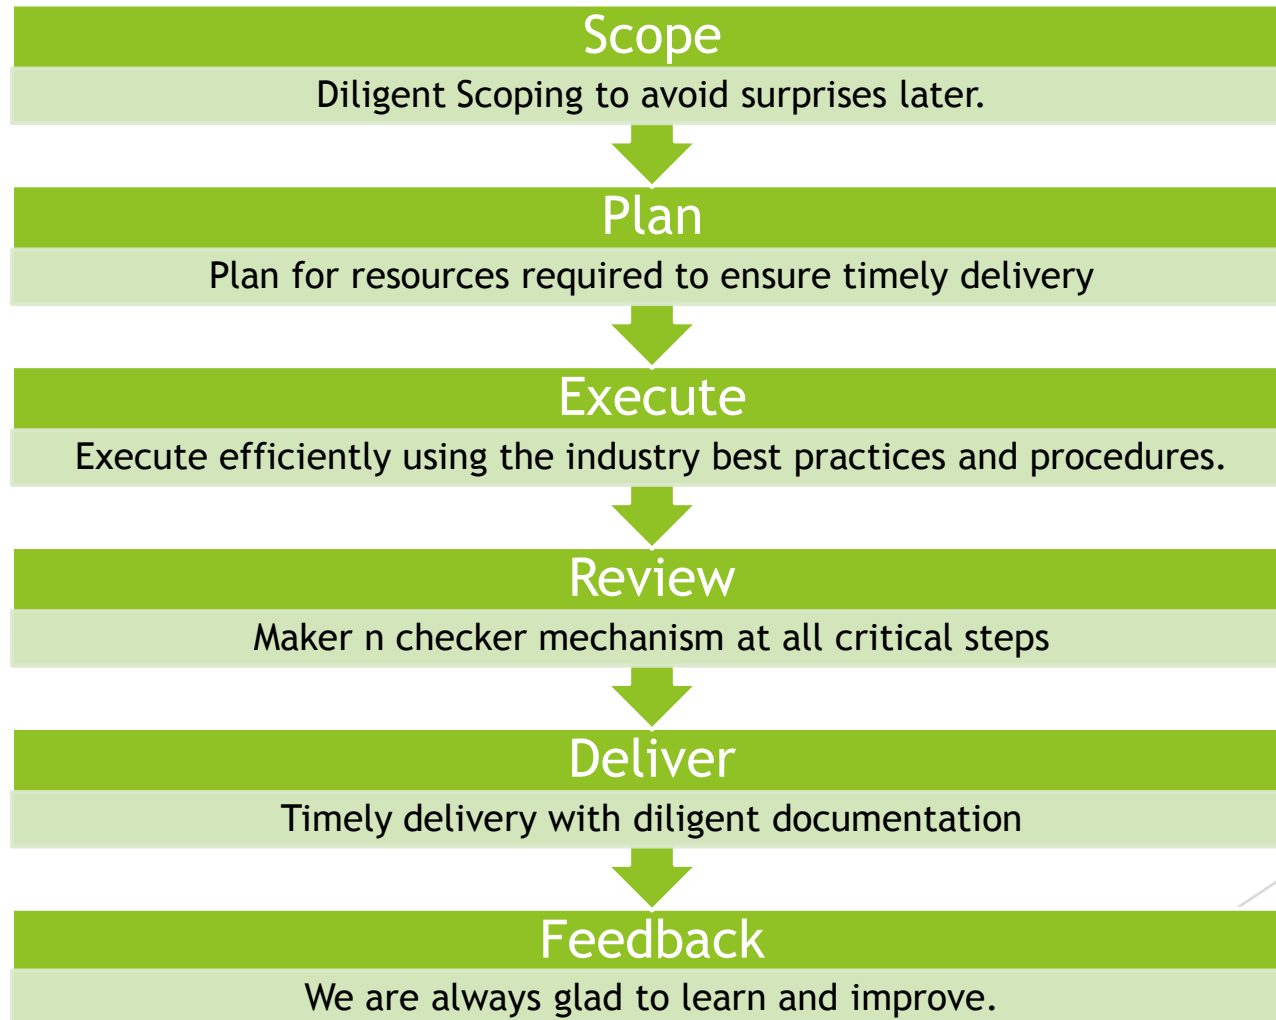 Scope
Diligent Scoping to avoid surprises later.
Plan
Plan for resources required to ensure timely delivery
Execute
Execute efficiently using the industry best practices and procedures.
Review
Maker n checker mechanism at all critical steps
Deliver
Timely delivery with diligent documentation
Feedback
We are always glad to learn and improve.